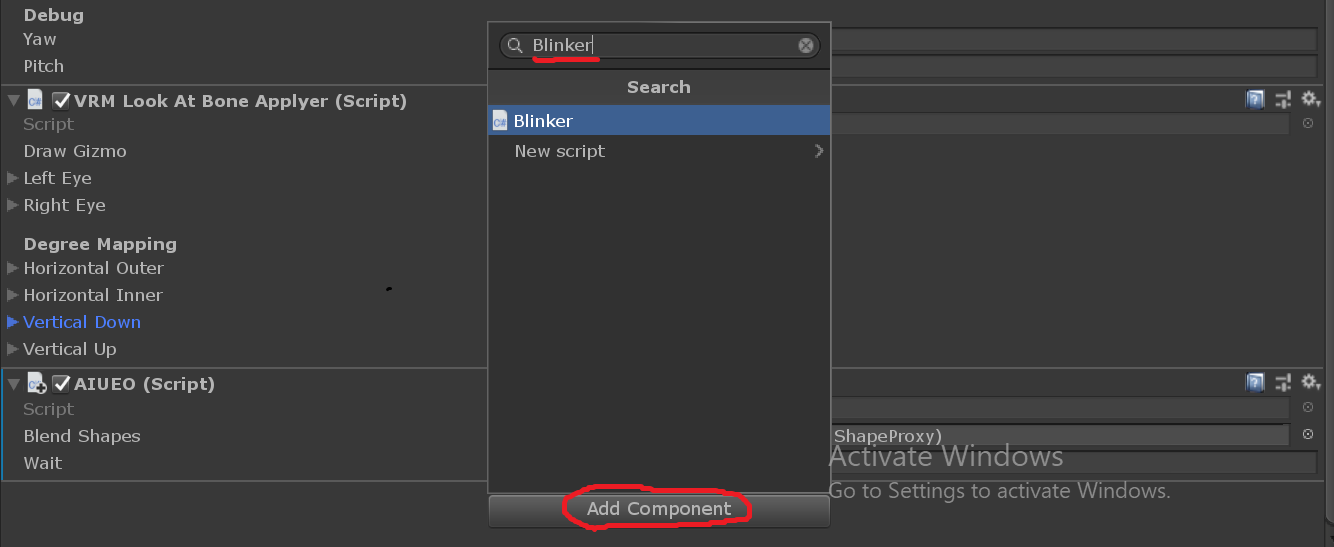 Debug
Yaw
Pitch
VRM Look At Bone Applyer (Script)
Script
Draw Gizmo
Left Eye
Right Eye
Degree Mapping
Horizontal Outer
Horizontal Inner
Vertical Down
Vertical Up
AIUEO (Script)
Script
Blend Shapes
ShapeProxy)
Wait
Blinker
Search
C# Blinker
New script
Add Component
Activate Windows
Go to Settings to activate Windows.